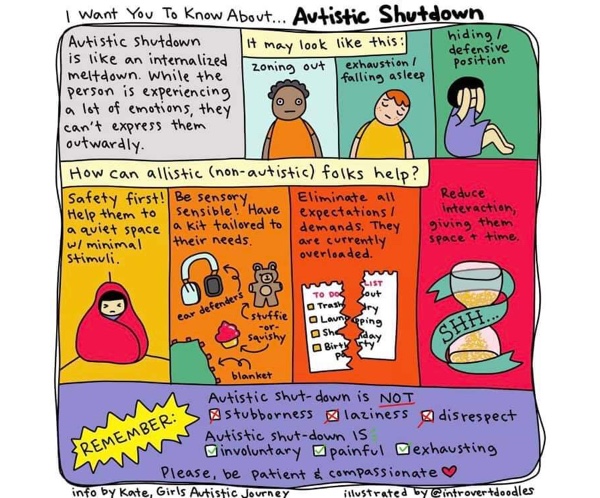 I Want You To Know About... Autistic Shutdown
Autistic shutdown
is like an internalized
meltdown. While the
person is experiencing
a lot of emotions, they
can't express them
outwardly.
It may look like this:
zoning out
exhaustion /
falling asleep
hiding /
defensive
position
How can allistic (non-autistic) folks help?
Safety first!
Help them to
a quiet space
w/ minimal
stimuli.
Be sensory
sensible! Have
a kit tailored to
their needs.
ear defenders
stuffie
-or-
squishy
blanket
Eliminate all
expectations /
demands. They
are currently
overloaded.
TO DO LIST
Trash out
Laundry
Shopping
Birthday
party
Reduce
interaction,
giving them
space + time.
SHH...
REMEMBER:
Autistic shut-down is NOT
stubborness laziness disrespect
Autistic shut-down IS:
involuntary painful exhausting
Please, be patient & compassionate
info by Kate, Girls Autistic Journey
illustrated by @introvertdoodles